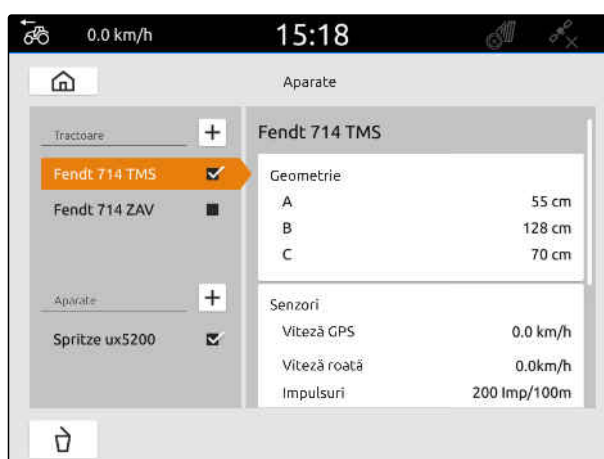 0.0 km/h
15:18
Aparate
Tractoare
+
Fendt 714 TMS
Fendt 714 ZAV
Aparate
+
Spritze ux5200
Fendt 714 TMS
Geometrie
A 55 cm
B 128 cm
C 70 cm
Senzori
Viteză GPS 0.0 km/h
Viteză roată 0.0km/h
Impulsuri 200 Imp/100m